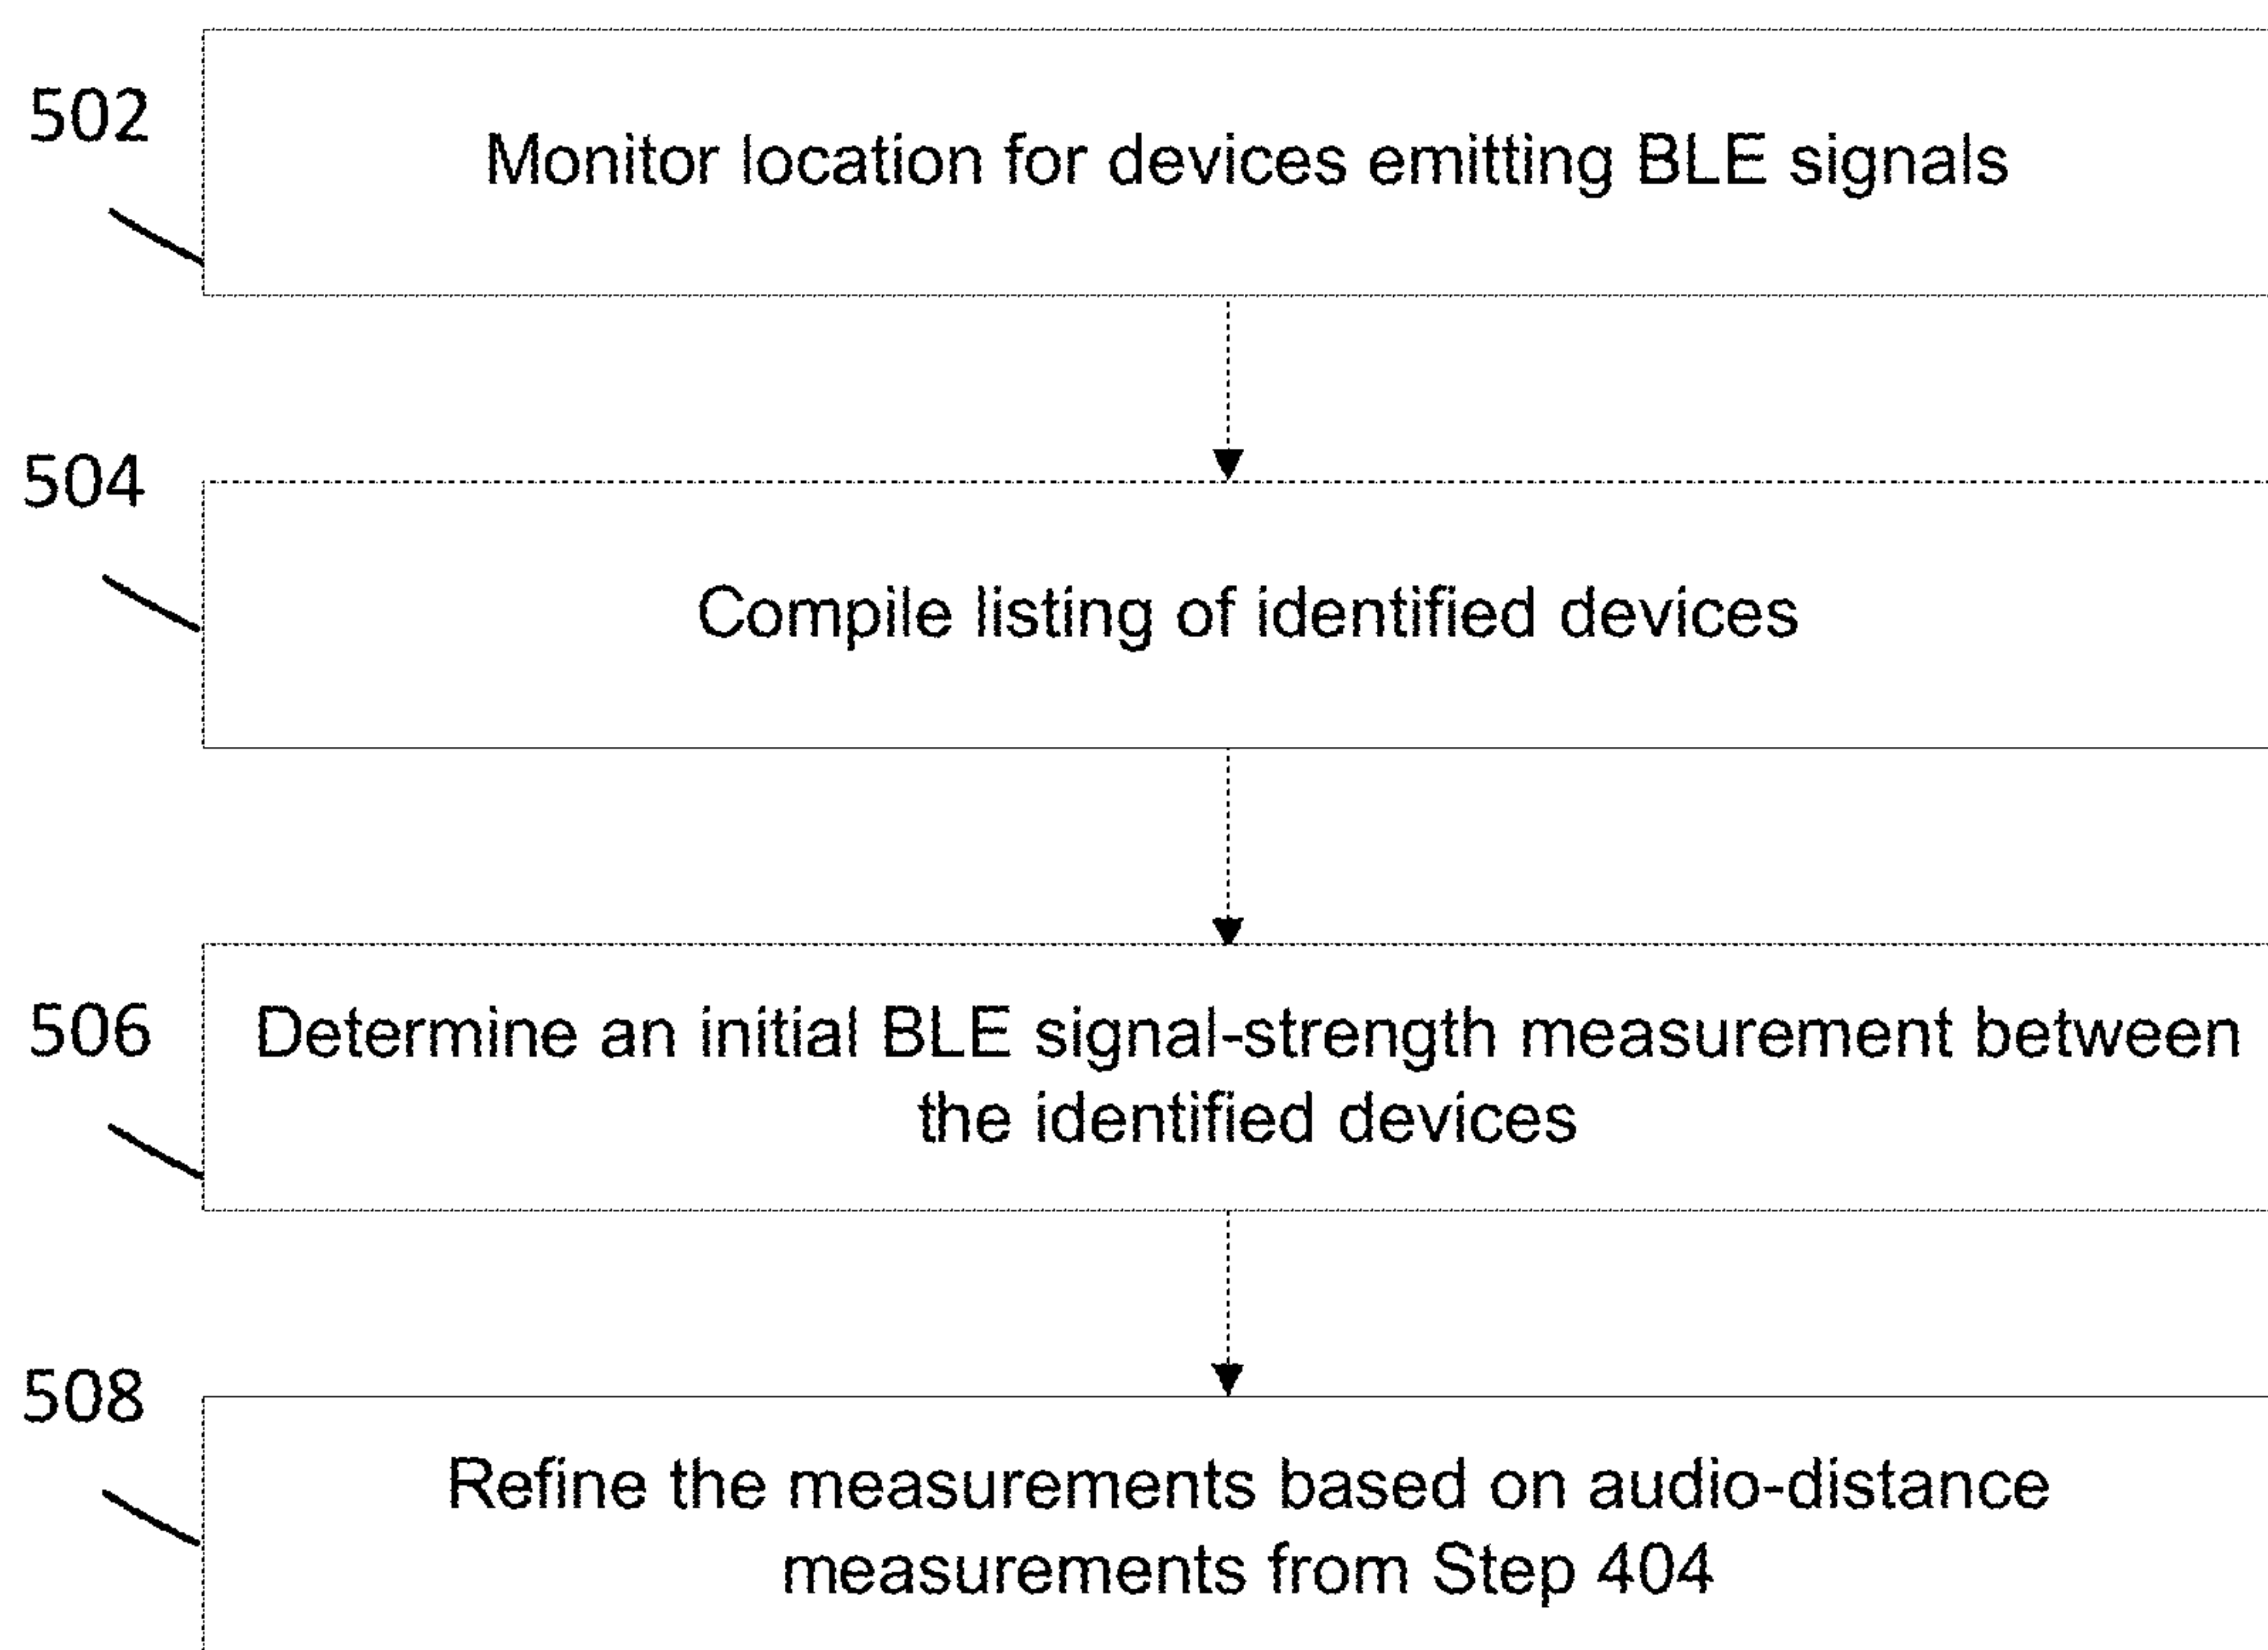 502
Monitor location for devices emitting BLE signals
504
Compile listing of identified devices
506
Determine an initial BLE signal-strength measurement between
the identified devices
508
Refine the measurements based on audio-distance
measurements from Step 404